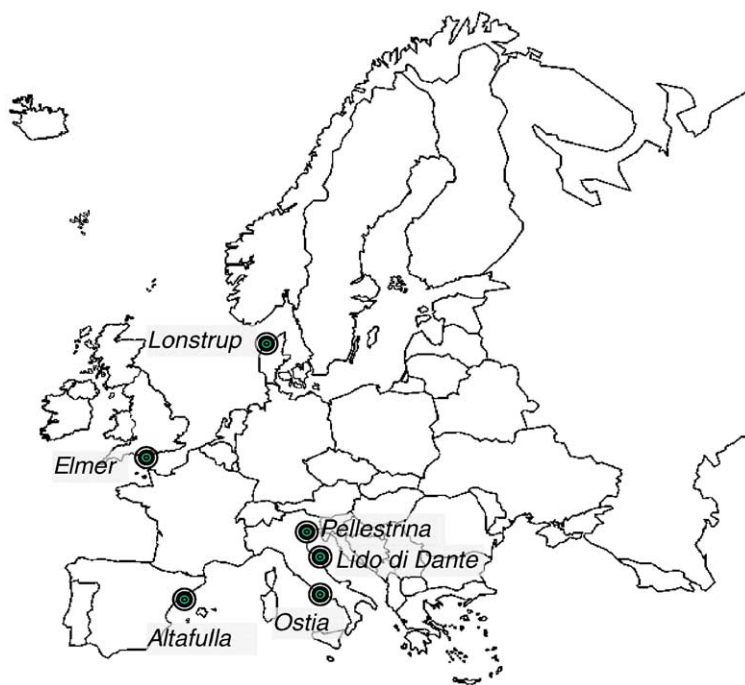 Lonstrup
Elmer
Pellestrina
Lido di Dante
Altafulla
Ostia